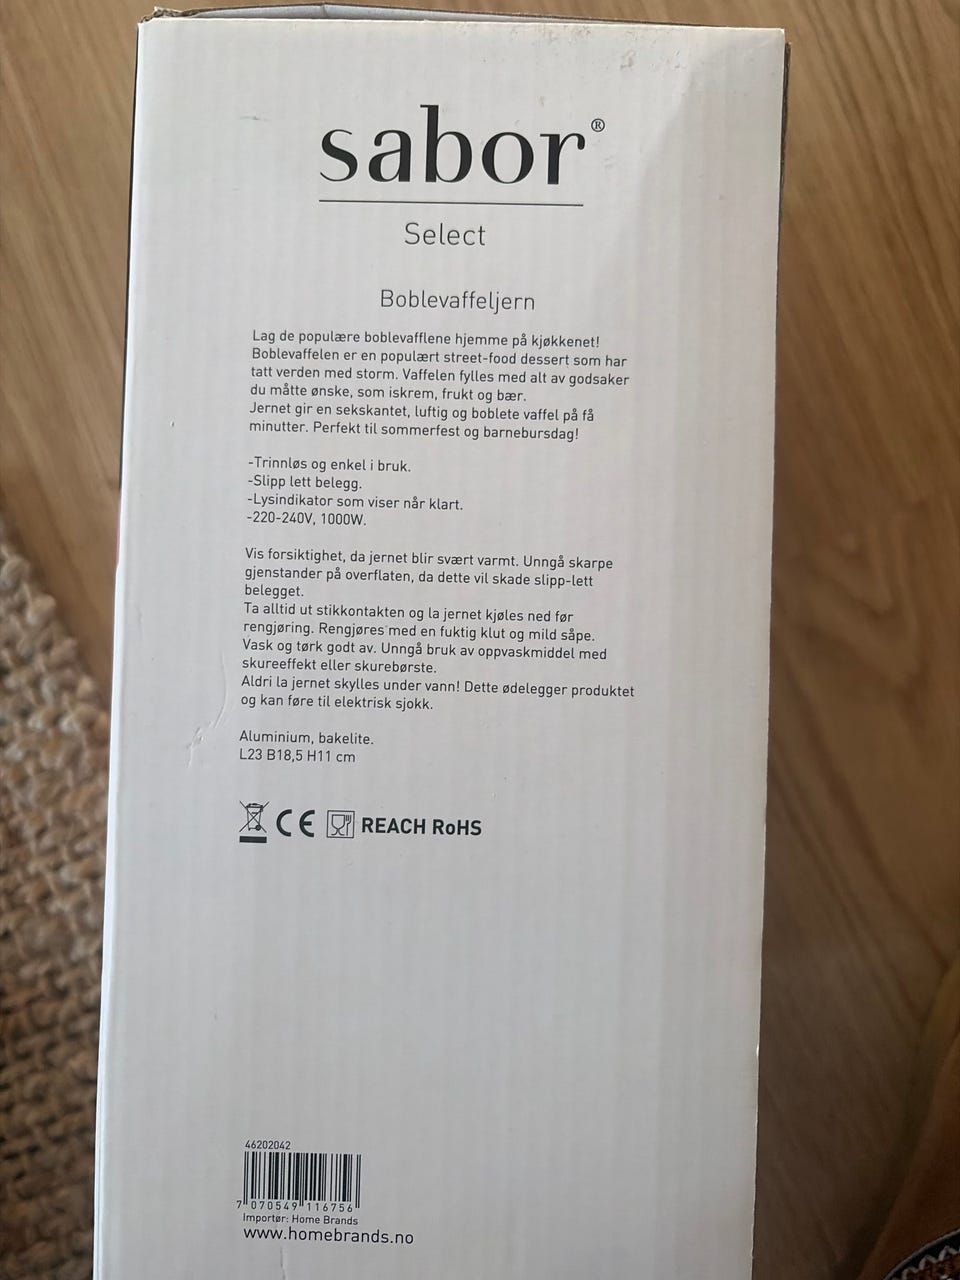 sabor®
Select
Boblevaffeljern
Lag de populære boblevafflene hjemme på kjøkkenet!
Boblevaffelen er en populært street-food dessert som har
tatt verden med storm. Vaffelen fylles med alt av godsaker
du måtte ønske, som iskrem, frukt og bær.
Jernet gir en sekskantet, luftig og boblete vaffel på få
minutter. Perfekt til sommerfest og barnebursdag!
-Trinnløs og enkel i bruk.
-Slipp lett belegg.
-Lysindikator som viser når klart.
-220-240V, 1000W.
Vis forsiktighet, da jernet blir svært varmt. Unngå skarpe
gjenstander på overflaten, da dette vil skade slipp-lett
belegget.
Ta alltid ut stikkontakten og la jernet kjøles ned før
rengjøring. Rengjøres med en fuktig klut og mild såpe.
Vask og tørk godt av. Unngå bruk av oppvaskmiddel med
skureeffekt eller skurebørste.
Aldri la jernet skylles under vann! Dette ødelegger produktet
og kan føre til elektrisk sjokk.
Aluminium, bakelite.
L23 B18,5 H11 cm
CE REACH RoHS
46202042
7 070549 116756
Importør: Home Brands
www.homebrands.no